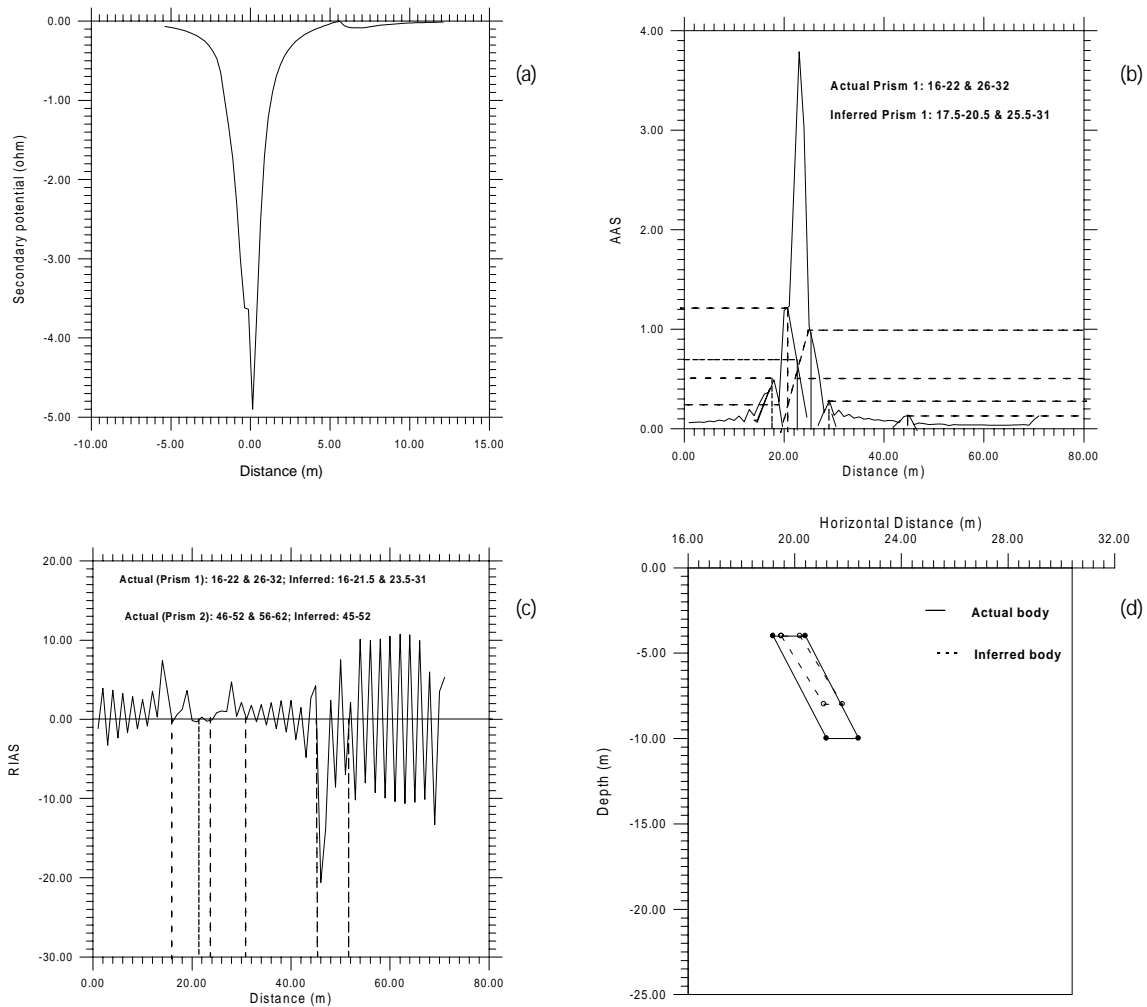 0.00
-1.00
-2.00
-3.00
-4.00
-5.00
Secondary potential (ohm)
-10.00 -5.00 0.00 5.00 10.00 15.00
Distance (m)
(a)
4.00
3.00
2.00
1.00
0.00
AAS
Actual Prism 1: 16-22 & 26-32
Inferred Prism 1: 17.5-20.5 & 25.5-31
0.00 20.00 40.00 60.00 80.00
Distance (m)
(b)
20.00
10.00
0.00
-10.00
-20.00
-30.00
RIAS
Actual (Prism 1): 16-22 & 26-32; Inferred: 16-21.5 & 23.5-31
Actual (Prism 2): 46-52 & 56-62; Inferred: 45-52
0.00 20.00 40.00 60.00 80.00
Distance (m)
(c)
Horizontal Distance (m)
16.00 20.00 24.00 28.00 32.00
0.00
-5.00
-10.00
-15.00
-20.00
-25.00
Depth (m)
Actual body
Inferred body
(d)